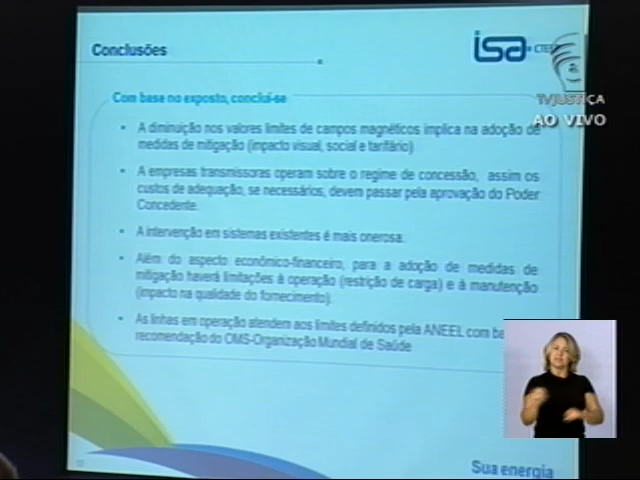 Conclusões
isa
CTEEP
TV JUSTIÇA
AO VIVO
Com base no exposto, conclui-se
• A diminuição nos valores limites de campos magnéticos implica na adoção de
medidas de mitigação (impacto visual, social e tarifário)
• A empresas transmissoras operam sobre o regime de concessão, assim os
custos de adequação, se necessários, devem passar pela aprovação do Poder
Concedente.
• A intervenção em sistemas existentes é mais onerosa.
• Além do aspecto econômico-financeiro, para a adoção de medidas de
mitigação haverá limitações à operação (restrição de carga) e à manutenção
(impacto na qualidade do fornecimento).
• As linhas em operação atendem aos limites definidos pela ANEEL com
recomendação do OMS-Organização Mundial de Saúde
Sua energia